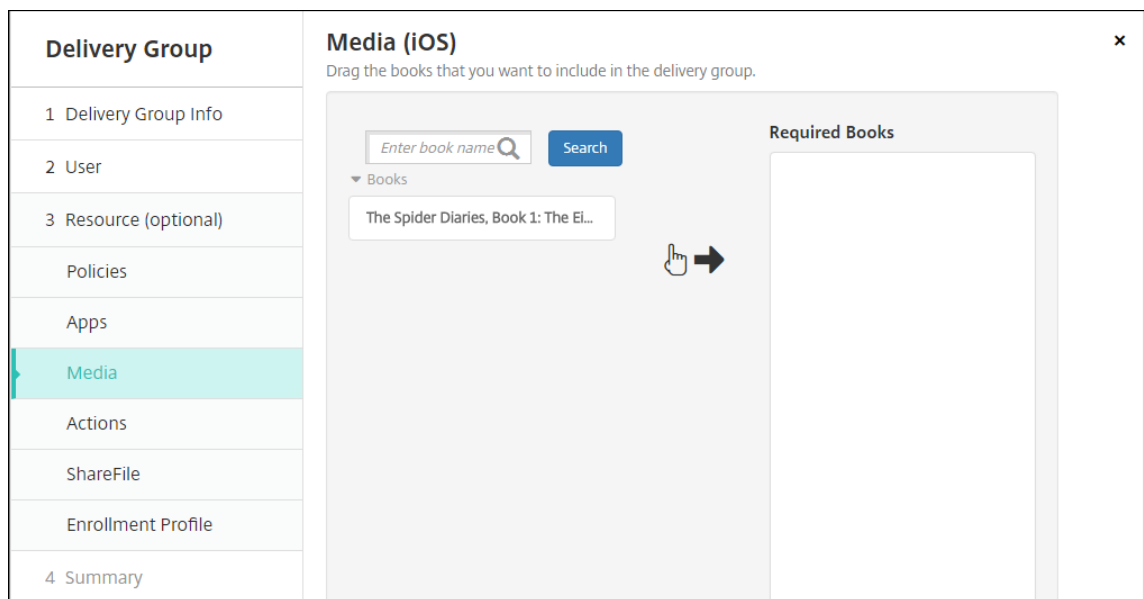 Delivery Group
1 Delivery Group Info
2 User
3 Resource (optional)
Policies
Apps
Media
Actions
ShareFile
Enrollment Profile
4 Summary
Media (iOS)
Drag the books that you want to include in the delivery group.
Enter book name
Search
Books
The Spider Diaries, Book 1: The Ei...
Required Books